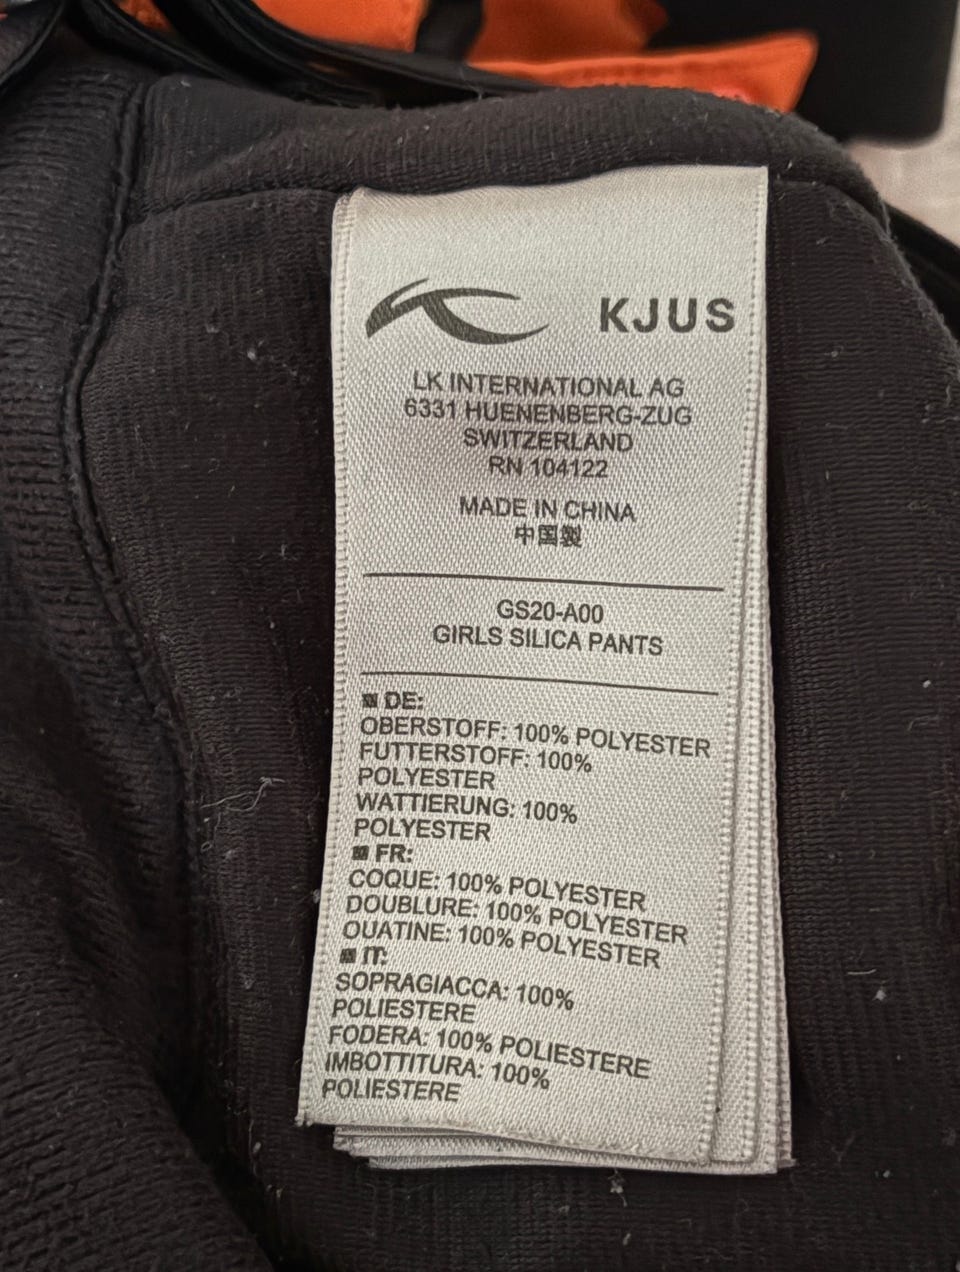 KJUS
LK INTERNATIONAL AG
6331 HUENENBERG-ZUG
SWITZERLAND
RN 104122
MADE IN CHINA
中国製
GS20-A00
GIRLS SILICA PANTS
DE:
OBERSTOFF: 100% POLYESTER
FUTTERSTOFF: 100%
POLYESTER
WATTIERUNG: 100%
POLYESTER
FR:
COQUE: 100% POLYESTER
DOUBLURE: 100% POLYESTER
OUATINE: 100% POLYESTER
IT:
SOPRAGIACCA: 100%
POLIESTERE
FODERA: 100% POLIESTERE
IMBOTTITURA: 100%
POLIESTERE